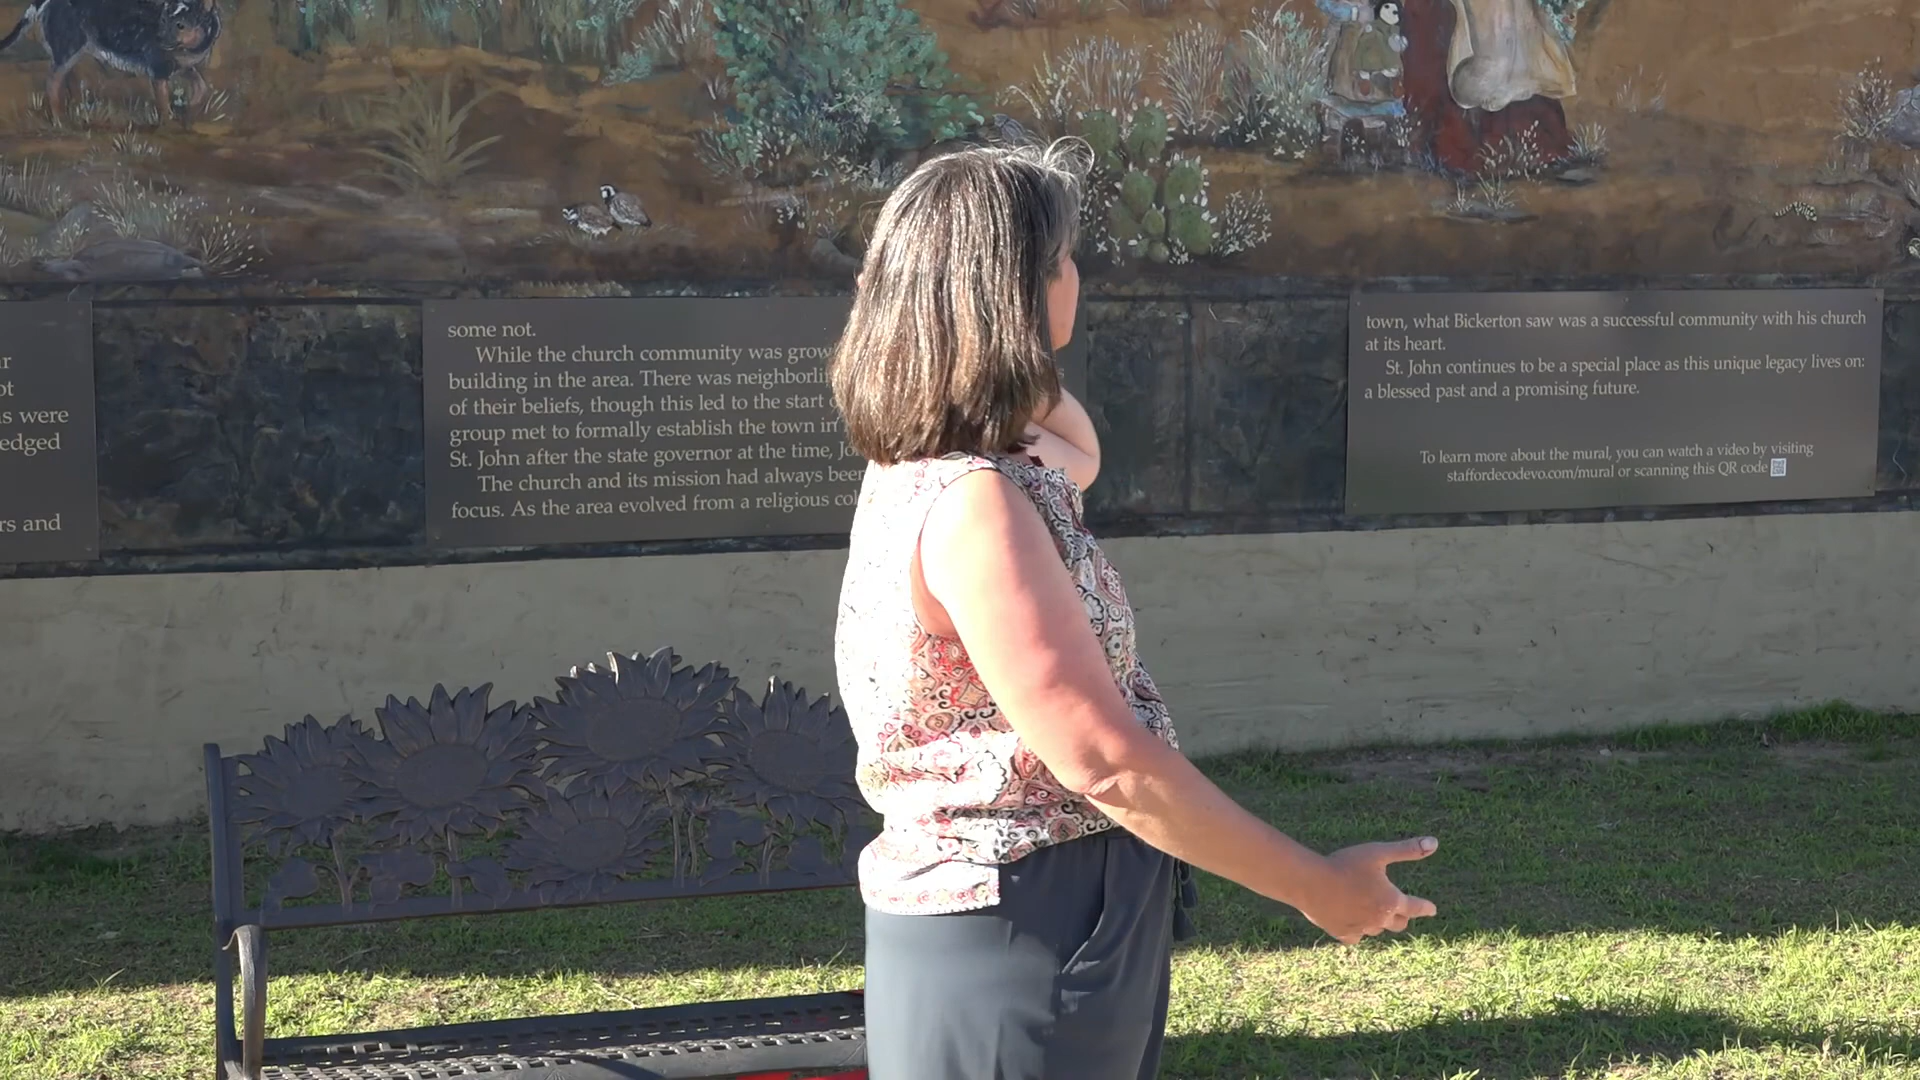 ot
s were
edged
rs and
some not.
While the church community was grow
building in the area. There was neighborli
of their beliefs, though this led to the start
group met to formally establish the town in
St. John after the state governor at the time, Jo
The church and its mission had always been
focus. As the area evolved from a religious col
town, what Bickerton saw was a successful community with his church
at its heart.
St. John continues to be a special place as this unique legacy lives on:
a blessed past and a promising future.
To learn more about the mural, you can watch a video by visiting
staffordecodevo.com/mural or scanning this QR code